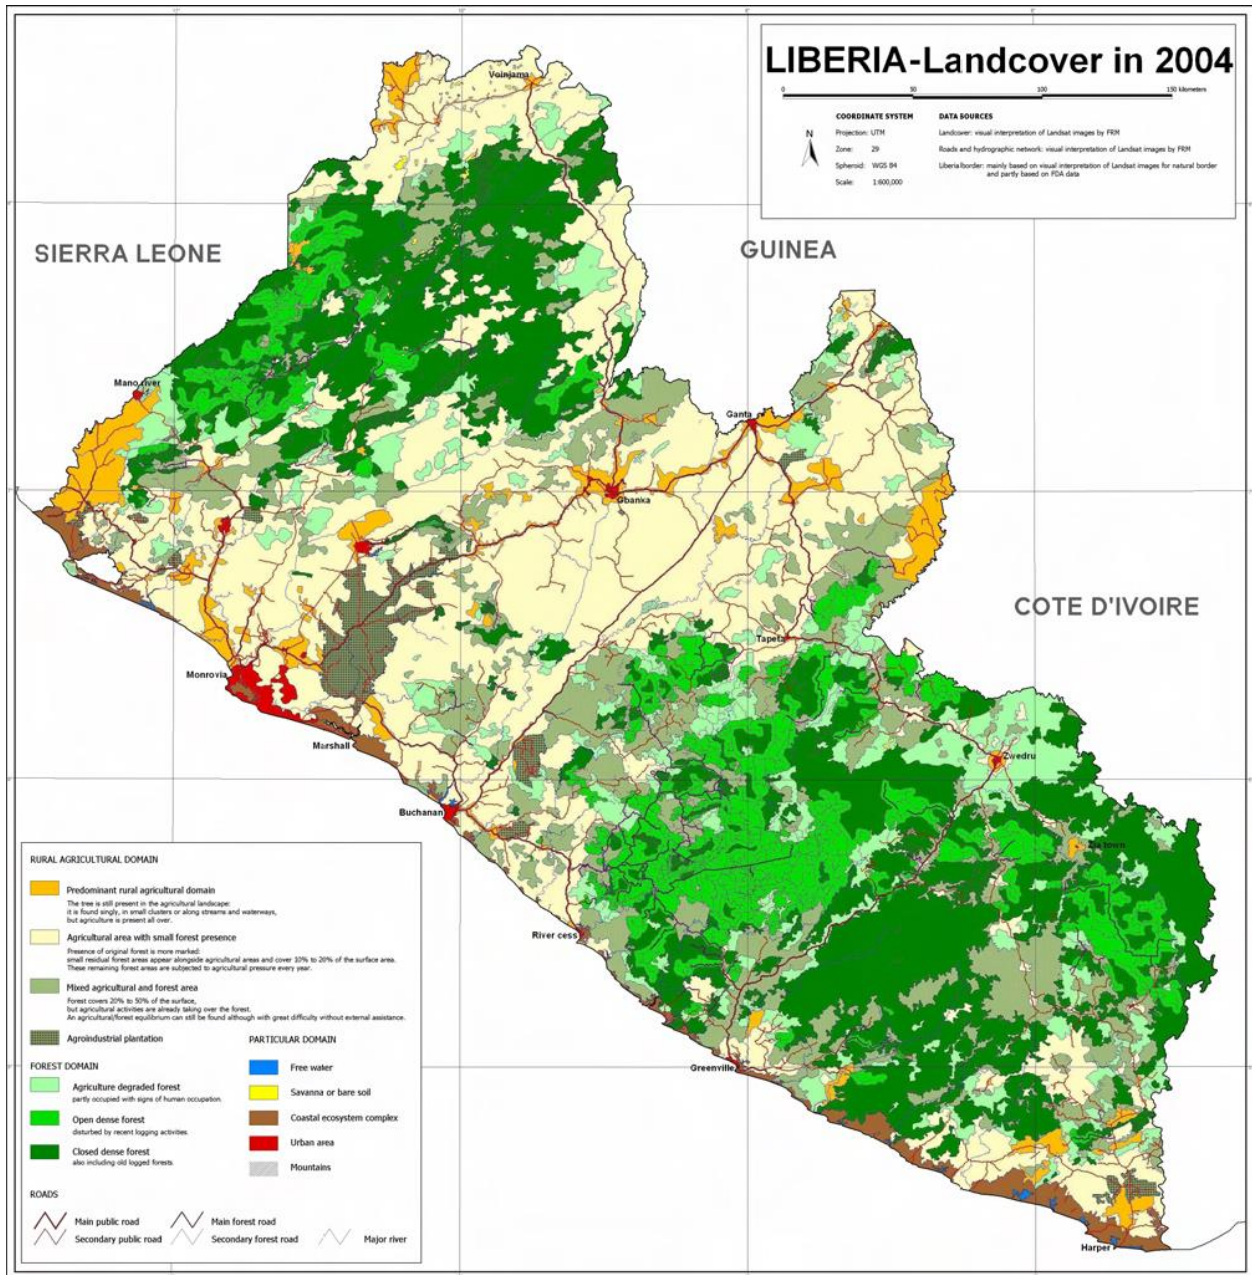 LIBERIA-Landcover in 2004
0 50 100 150 kilometers
N
COORDINATE SYSTEM
Projection: UTM
Zone: 29
Spheroid: WGS 84
Scale: 1:600,000
DATA SOURCES
Landcover: visual interpretation of Landsat images by FRM
Roads and hydrographic network: visual interpretation of Landsat images by FRM
Liberia border: mainly based on visual interpretation of Landsat images for natural border
and partly based on FDA data
SIERRA LEONE
GUINEA
COTE D'IVOIRE
Voinjama
Mano river
Ganta
Gbanka
Tapeta
Monrovia
Marshall
Zwedru
Buchanan
River cess
Greenville
Harper
RURAL AGRICULTURAL DOMAIN
Predominant rural agricultural domain
The tree is still present in the agricultural landscape:
it is found singly, in small clusters or along streams and waterways,
but agriculture is present all over.
Agricultural area with small forest presence
Presence of original forest is more marked:
small residual forest areas appear alongside agricultural areas and cover 10% to 20% of the surface area.
These remaining forest areas are subjected to agricultural pressure every year.
Mixed agricultural and forest area
Forest covers 20% to 50% of the surface,
but agricultural activities are already taking over the forest.
An agricultural/forest equilibrium can still be found although with great difficulty without external assistance.
Agroindustrial plantation
FOREST DOMAIN
Agriculture degraded forest
partly occupied with signs of human occupation.
Open dense forest
disturbed by recent logging activities.
Closed dense forest
also including old logged forests.
PARTICULAR DOMAIN
Free water
Savanna or bare soil
Coastal ecosystem complex
Urban area
Mountains
ROADS
Main public road
Secondary public road
Main forest road
Secondary forest road
Major river